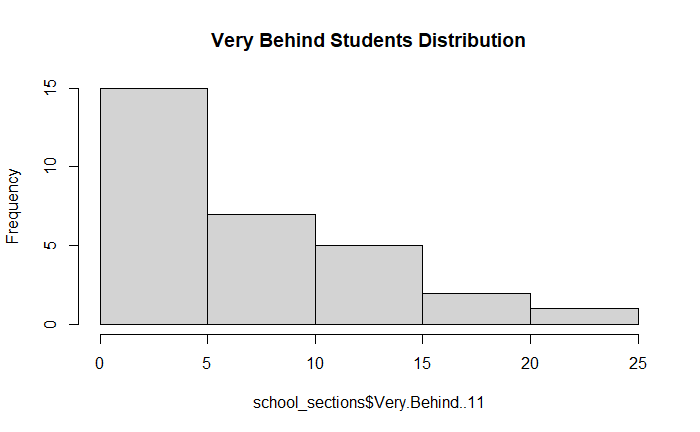 Very Behind Students Distribution
Frequency
15
10
5
0
0 5 10 15 20 25
school_sections$Very.Behind..11